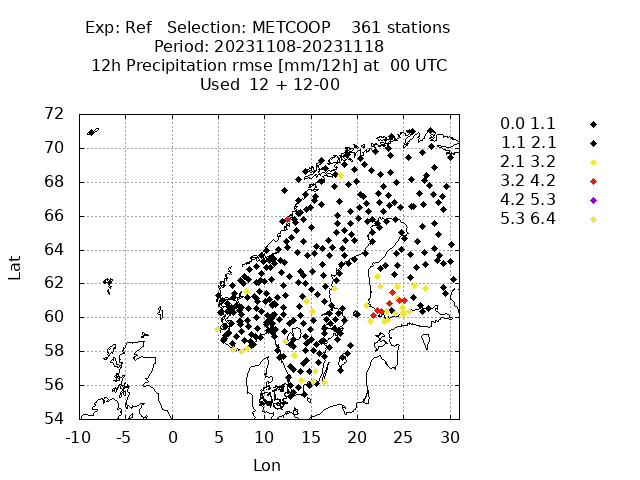 Exp: Ref Selection: METCOOP 361 stations
Period: 20231108-20231118
12h Precipitation rmse [mm/12h] at 00 UTC
Used 12 + 12-00
72
70
68
66
64
62
60
58
56
54
Lat
-10 -5 0 5 10 15 20 25 30
Lon
0.0 1.1
1.1 2.1
2.1 3.2
3.2 4.2
4.2 5.3
5.3 6.4